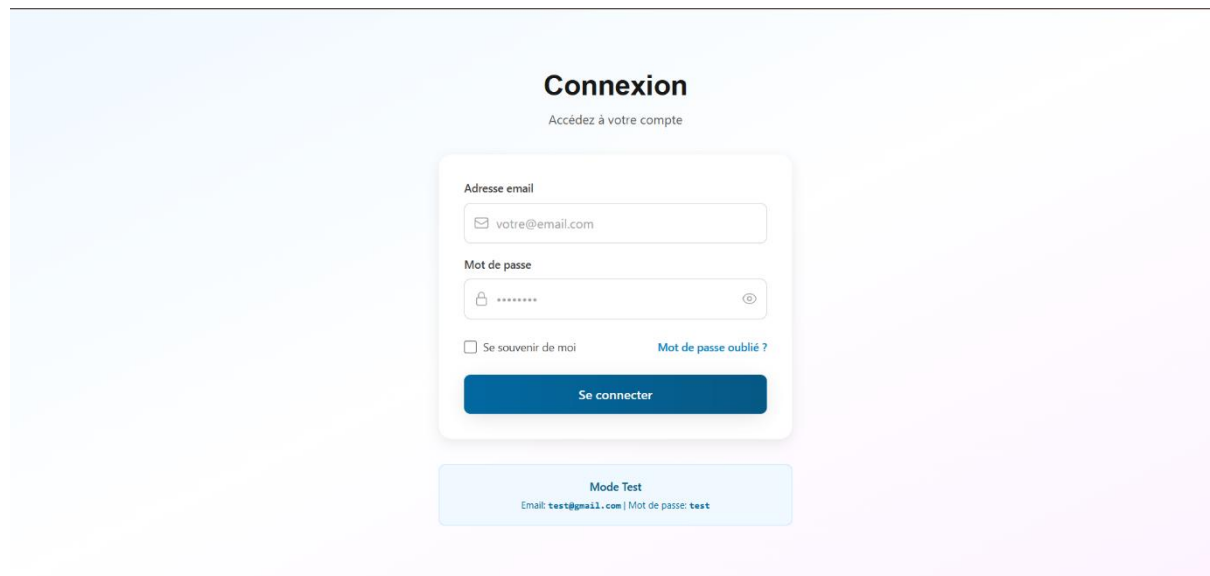 Connexion
Accédez à votre compte
Adresse email
votre@email.com
Mot de passe
••••••••
Se souvenir de moi
Mot de passe oublié ?
Se connecter
Mode Test
Email: test@gmail.com | Mot de passe: test